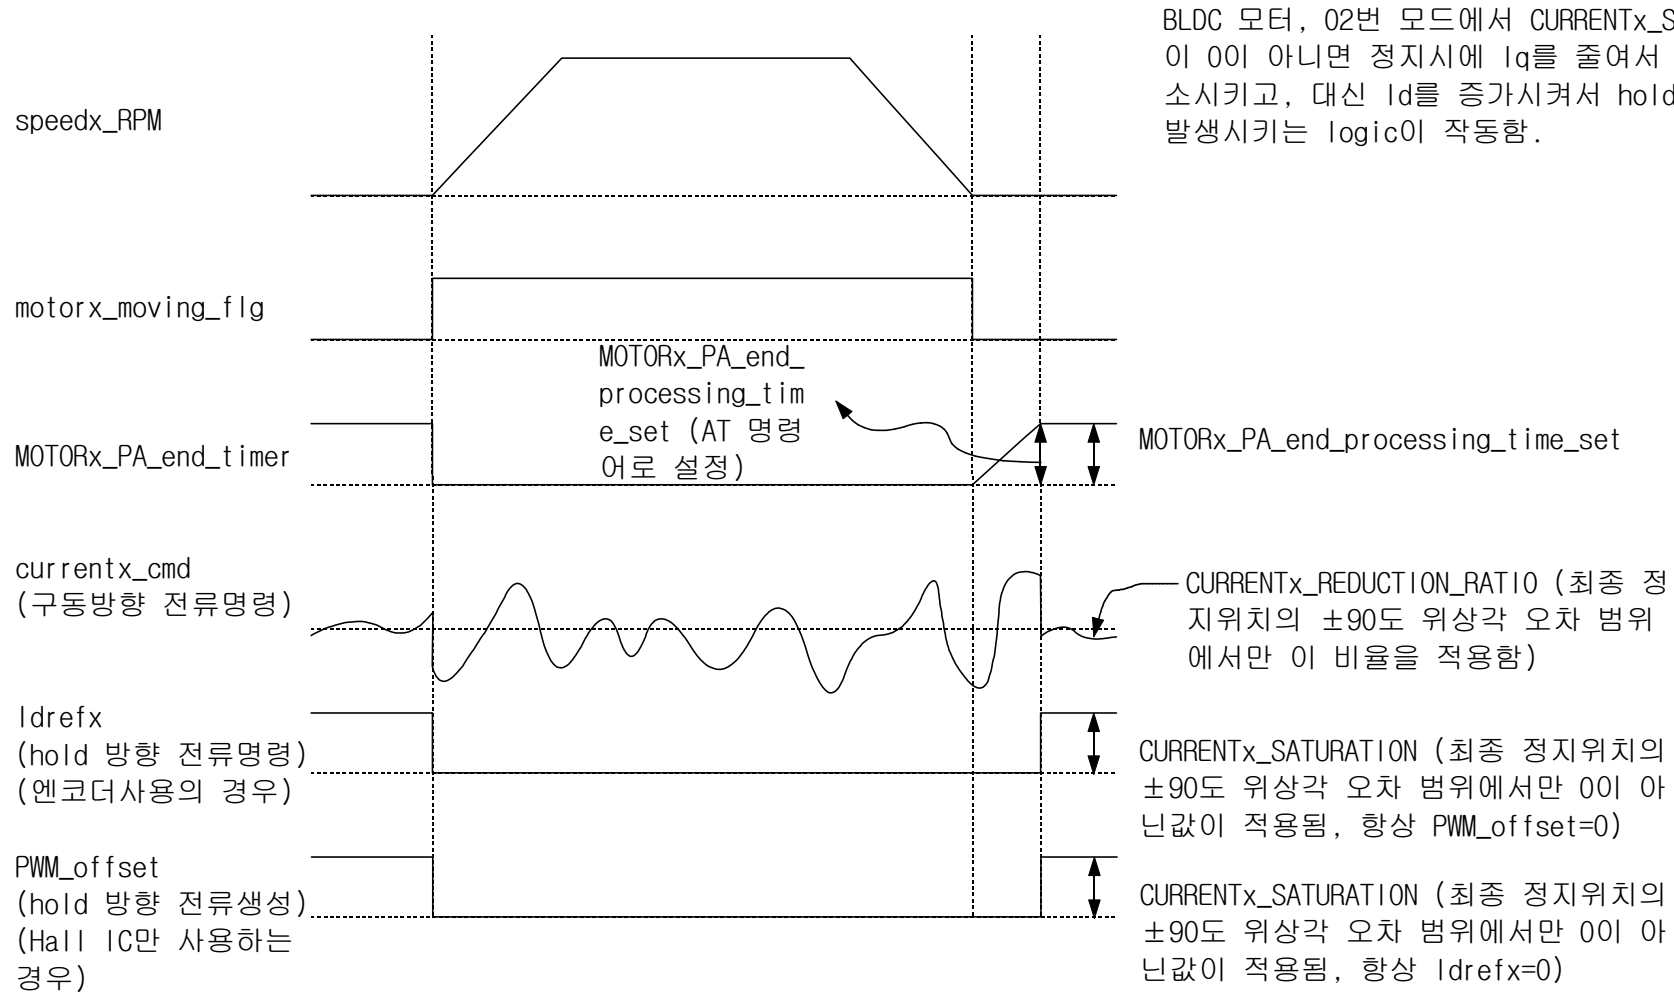 BLDC 모터, 02번 모드에서 CURRENTx_S
이 0이 아니면 정지시에 Iq를 줄여서
소시키고, 대신 Id를 증가시켜서 hold
발생시키는 logic이 작동함.
speedx_RPM
motorx_moving_flg
MOTORx_PA_end_
processing_tim
e_set (AT 명령
어로 설정)
MOTORx_PA_end_timer
MOTORx_PA_end_processing_time_set
currentx_cmd
(구동방향 전류명령)
CURRENTx_REDUCTION_RATIO (최종 정
지위치의 ±90도 위상각 오차 범위
에서만 이 비율을 적용함)
Idrefx
(hold 방향 전류명령)
(엔코더사용의 경우)
CURRENTx_SATURATION (최종 정지위치의
±90도 위상각 오차 범위에서만 0이 아
닌값이 적용됨, 항상 PWM_offset=0)
PWM_offset
(hold 방향 전류생성)
(Hall IC만 사용하는
경우)
CURRENTx_SATURATION (최종 정지위치의
±90도 위상각 오차 범위에서만 0이 아
닌값이 적용됨, 항상 Idrefx=0)